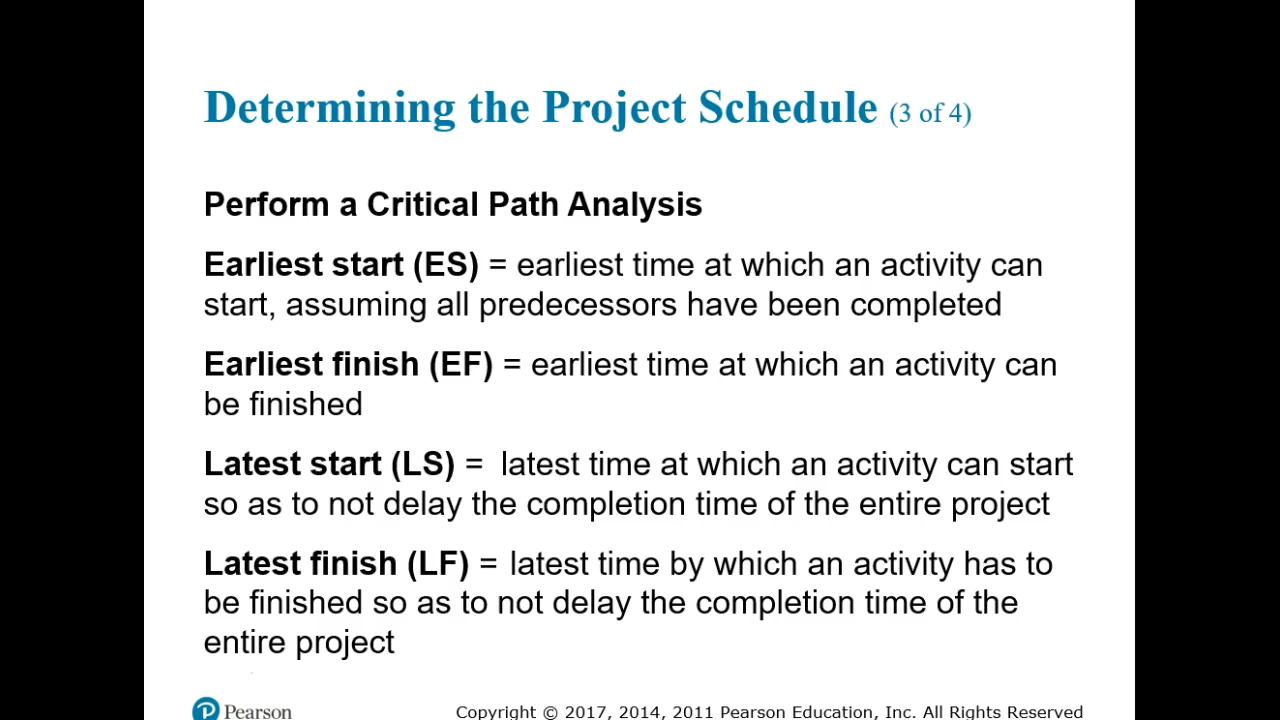 Determining the Project Schedule (3 of 4)
Perform a Critical Path Analysis
Earliest start (ES) = earliest time at which an activity can
start, assuming all predecessors have been completed
Earliest finish (EF) = earliest time at which an activity can
be finished
Latest start (LS) = latest time at which an activity can start
so as to not delay the completion time of the entire project
Latest finish (LF) = latest time by which an activity has to
be finished so as to not delay the completion time of the
entire project
P Pearson
Copyright © 2017, 2014, 2011 Pearson Education, Inc. All Rights Reserved